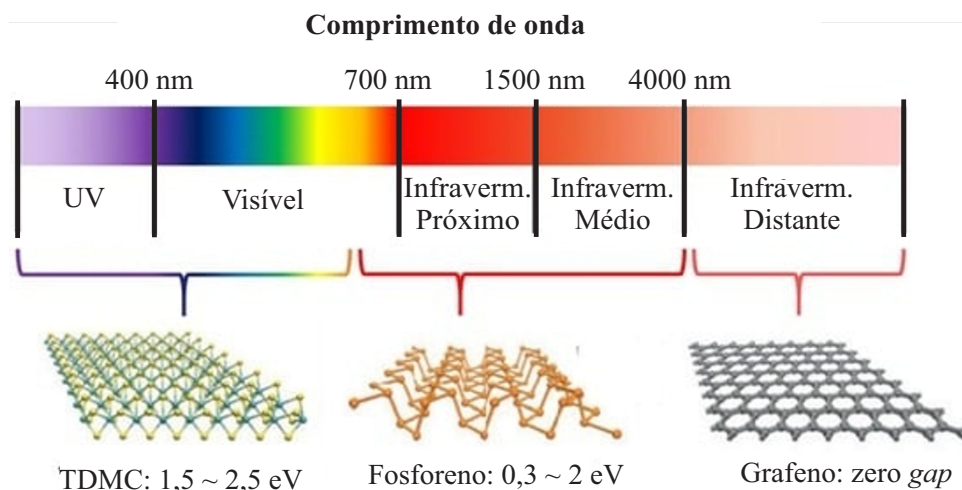 Comprimento de onda
400 nm 700 nm 1500 nm 4000 nm
UV Visível Infraverm. Próximo Infraverm. Médio Infraverm. Distante
TDMC: 1,5 ~ 2,5 eV Fosforeno: 0,3 ~ 2 eV Grafeno: zero gap